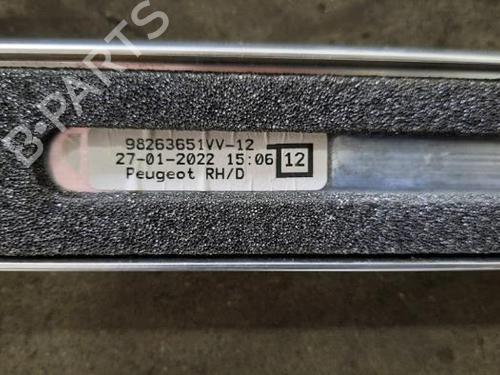 B-PARTS
98263651VV-12
27-01-2022 15:06 12
Peugeot RH/D